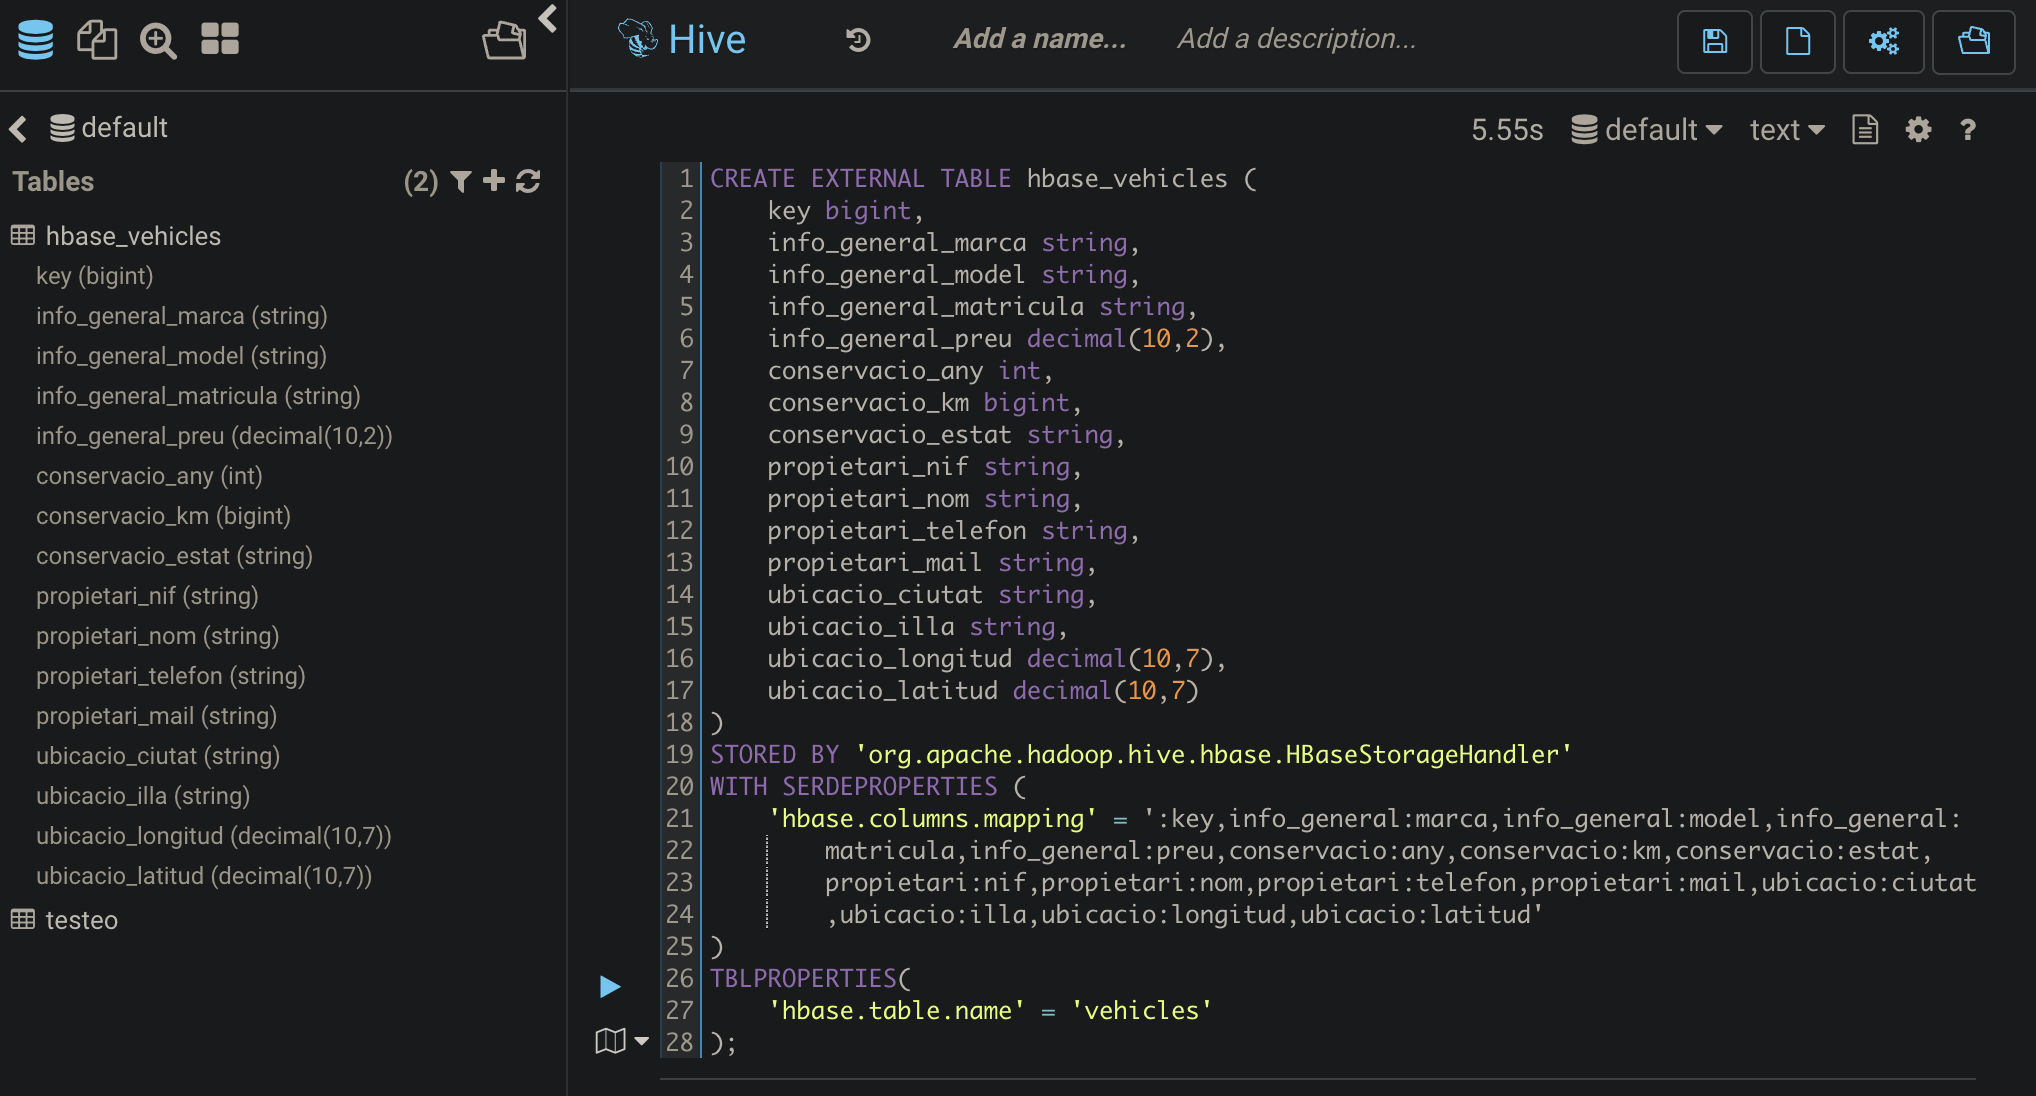 Hive
Add a name...
Add a description...
default
Tables
(2)
hbase_vehicles
key (bigint)
info_general_marca (string)
info_general_model (string)
info_general_matricula (string)
info_general_preu (decimal(10,2))
conservacio_any (int)
conservacio_km (bigint)
conservacio_estat (string)
propietari_nif (string)
propietari_nom (string)
propietari_telefon (string)
propietari_mail (string)
ubicacio_ciutat (string)
ubicacio_illa (string)
ubicacio_longitud (decimal(10,7))
ubicacio_latitud (decimal(10,7))
testeo
5.55s default text ?
1 CREATE EXTERNAL TABLE hbase_vehicles (
2 key bigint,
3 info_general_marca string,
4 info_general_model string,
5 info_general_matricula string,
6 info_general_preu decimal(10,2),
7 conservacio_any int,
8 conservacio_km bigint,
9 conservacio_estat string,
10 propietari_nif string,
11 propietari_nom string,
12 propietari_telefon string,
13 propietari_mail string,
14 ubicacio_ciutat string,
15 ubicacio_illa string,
16 ubicacio_longitud decimal(10,7),
17 ubicacio_latitud decimal(10,7)
18 )
19 STORED BY 'org.apache.hadoop.hive.hbase.HBaseStorageHandler'
20 WITH SERDEPROPERTIES (
21 'hbase.columns.mapping' = ':key,info_general:marca,info_general:model,info_general:
22 matricula,info_general:preu,conservacio:any,conservacio:km,conservacio:estat,
23 propietari:nif,propietari:nom,propietari:telefon,propietari:mail,ubicacio:ciutat
24 ,ubicacio:illa,ubicacio:longitud,ubicacio:latitud'
25 )
26 TBLPROPERTIES(
27 'hbase.table.name' = 'vehicles'
28 );